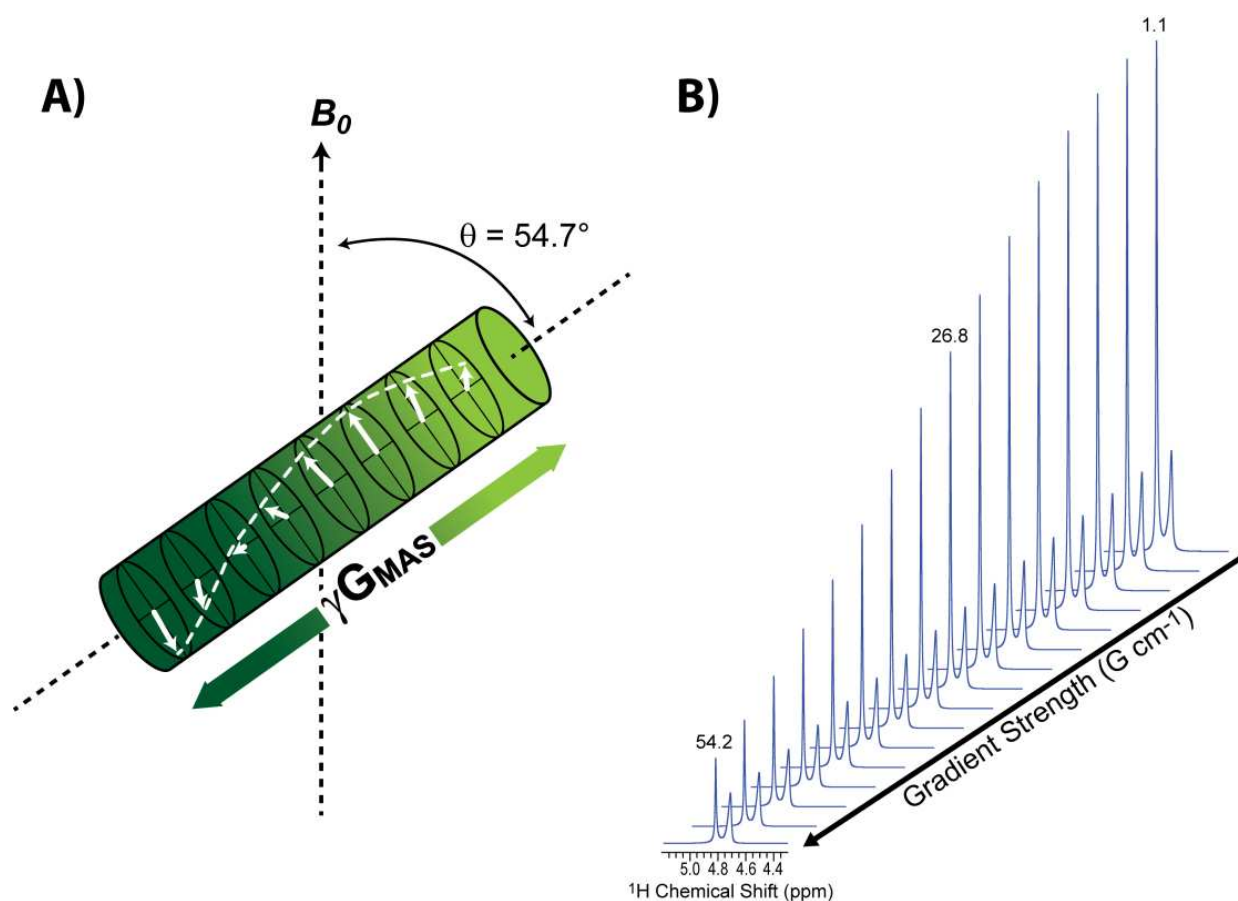 A)
B₀
θ = 54.7°
γGMAS
B)
1.1
26.8
54.2
Gradient Strength (G cm⁻¹)
5.0 4.8 4.6 4.4
¹H Chemical Shift (ppm)